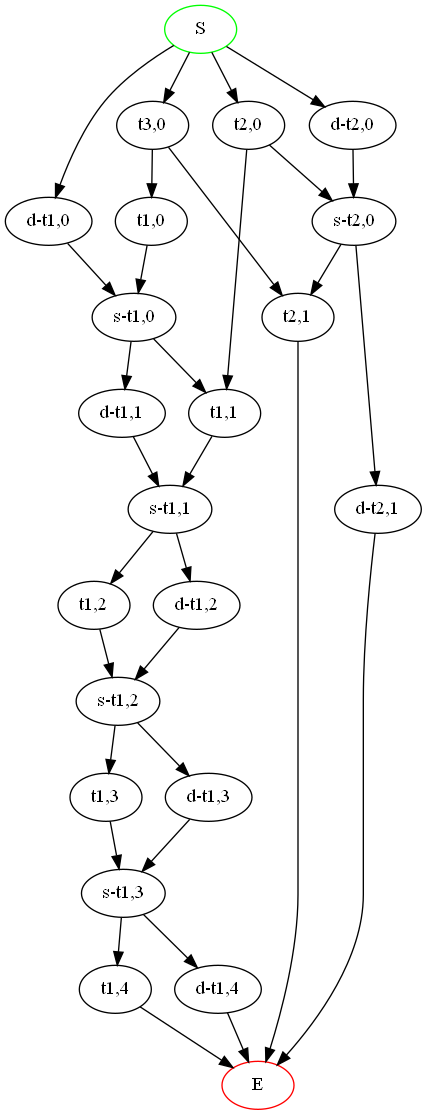 S
t3,0
t2,0
d-t2,0
d-t1,0
t1,0
s-t2,0
s-t1,0
t2,1
d-t1,1
t1,1
s-t1,1
d-t2,1
t1,2
d-t1,2
s-t1,2
t1,3
d-t1,3
s-t1,3
t1,4
d-t1,4
E